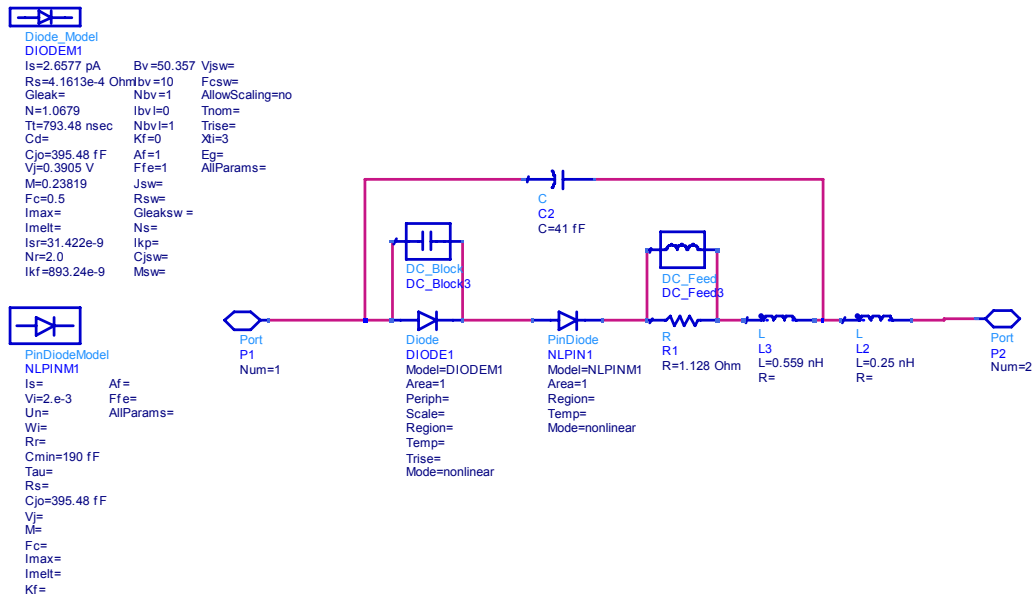 Diode_Model
DIODEM1
Is=2.6577 pA Bv=50.357 Vjsw=
Rs=4.1613e-4 Ohm Ibv=10 Fcsw=
Gleak= Nbv=1 AllowScaling=no
N=1.0679 Ibvl=0 Tnom=
Tt=793.48 nsec Nbvl=1 Trise=
Cd= Kf=0 Xti=3
Cjo=395.48 fF Af=1 Eg=
Vj=0.3905 V Ffe=1 AllParams=
M=0.23819 Jsw=
Fc=0.5 Rsw=
Imax= Gleaksw=
Imelt= Ns=
Isr=31.422e-9 Ikp=
Nr=2.0 Cjsw=
Ikf=893.24e-9 Msw=
PinDiodeModel
NLPINM1
Is= Af=
Vi=2.e-3 Ffe=
Un= AllParams=
Wi=
Rr=
Cmin=190 fF
Tau=
Rs=
Cjo=395.48 fF
Vj=
M=
Fc=
Imax=
Imelt=
Kf=
C
C2
C=41 fF
DC_Block
DC_Block3
DC_Feed
DC_Feed3
Port
P1
Num=1
Diode
DIODE1
Model=DIODEM1
Area=1
Periph=
Scale=
Region=
Temp=
Trise=
Mode=nonlinear
PinDiode
NLPIN1
Model=NLPINM1
Area=1
Region=
Temp=
Mode=nonlinear
R
R1
R=1.128 Ohm
L
L3
L=0.559 nH
R=
L
L2
L=0.25 nH
R=
Port
P2
Num=2